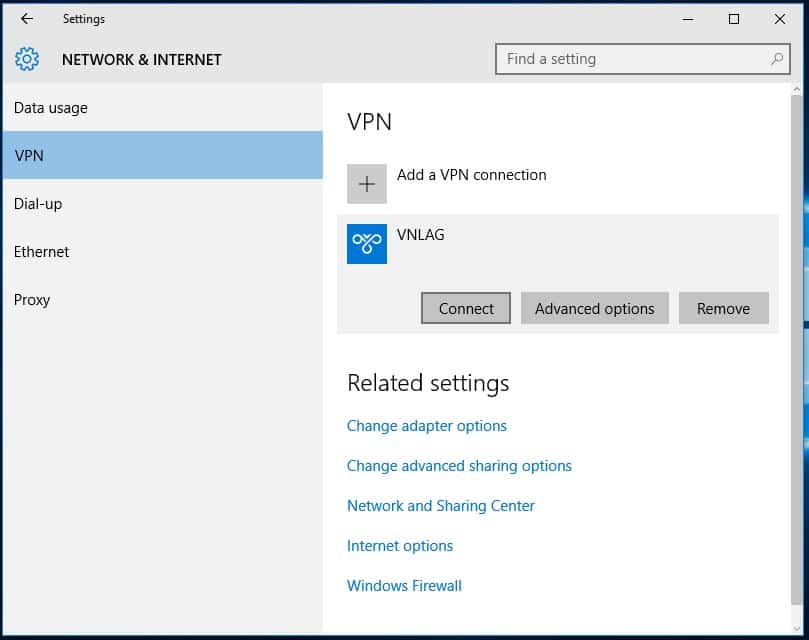 Settings
NETWORK & INTERNET
Find a setting
Data usage
VPN
Dial-up
Ethernet
Proxy
VPN
Add a VPN connection
VNLAG
Connect Advanced options Remove
Related settings
Change adapter options
Change advanced sharing options
Network and Sharing Center
Internet options
Windows Firewall